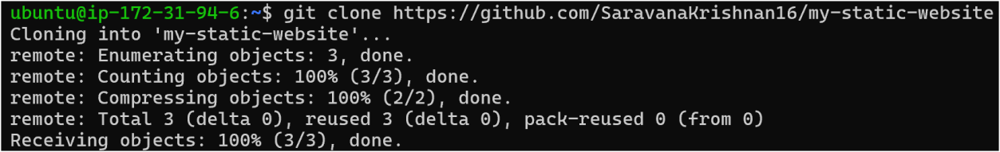 ubuntu@ip-172-31-94-6:~$ git clone https://github.com/SaravanaKrishnan16/my-static-website
Cloning into 'my-static-website'...
remote: Enumerating objects: 3, done.
remote: Counting objects: 100% (3/3), done.
remote: Compressing objects: 100% (2/2), done.
remote: Total 3 (delta 0), reused 3 (delta 0), pack-reused 0 (from 0)
Receiving objects: 100% (3/3), done.